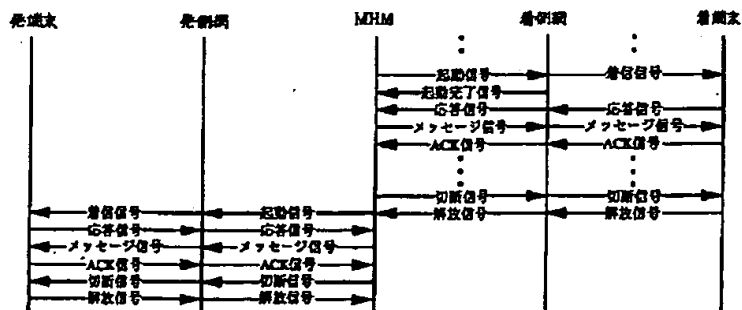 発端末 発側網 MHM 着側網 着端末
起動信号 着信信号
起動完了信号
応答信号 応答信号
メッセージ信号 メッセージ信号
ACK信号 ACK信号
切断信号 切断信号
着信信号 起動信号 解放信号 解放信号
応答信号 応答信号
メッセージ信号 メッセージ信号
ACK信号 ACK信号
切断信号 切断信号
解放信号 解放信号